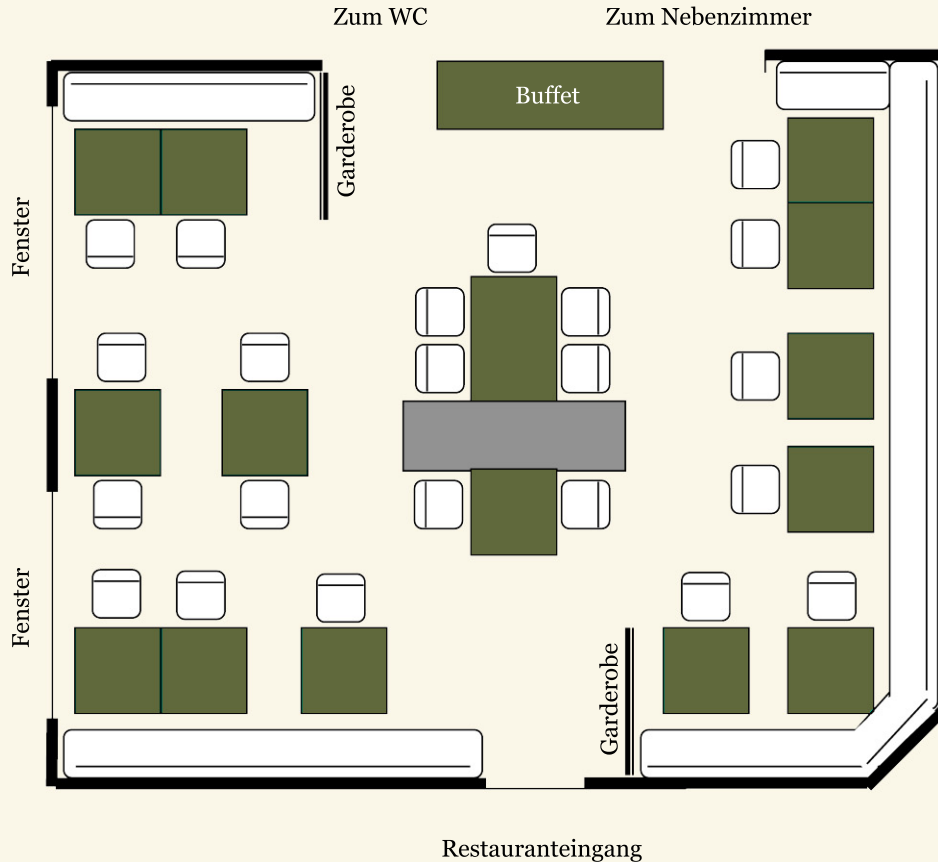 Zum WC
Zum Nebenzimmer
Buffet
Garderobe
Fenster
Fenster
Garderobe
Restauranteingang